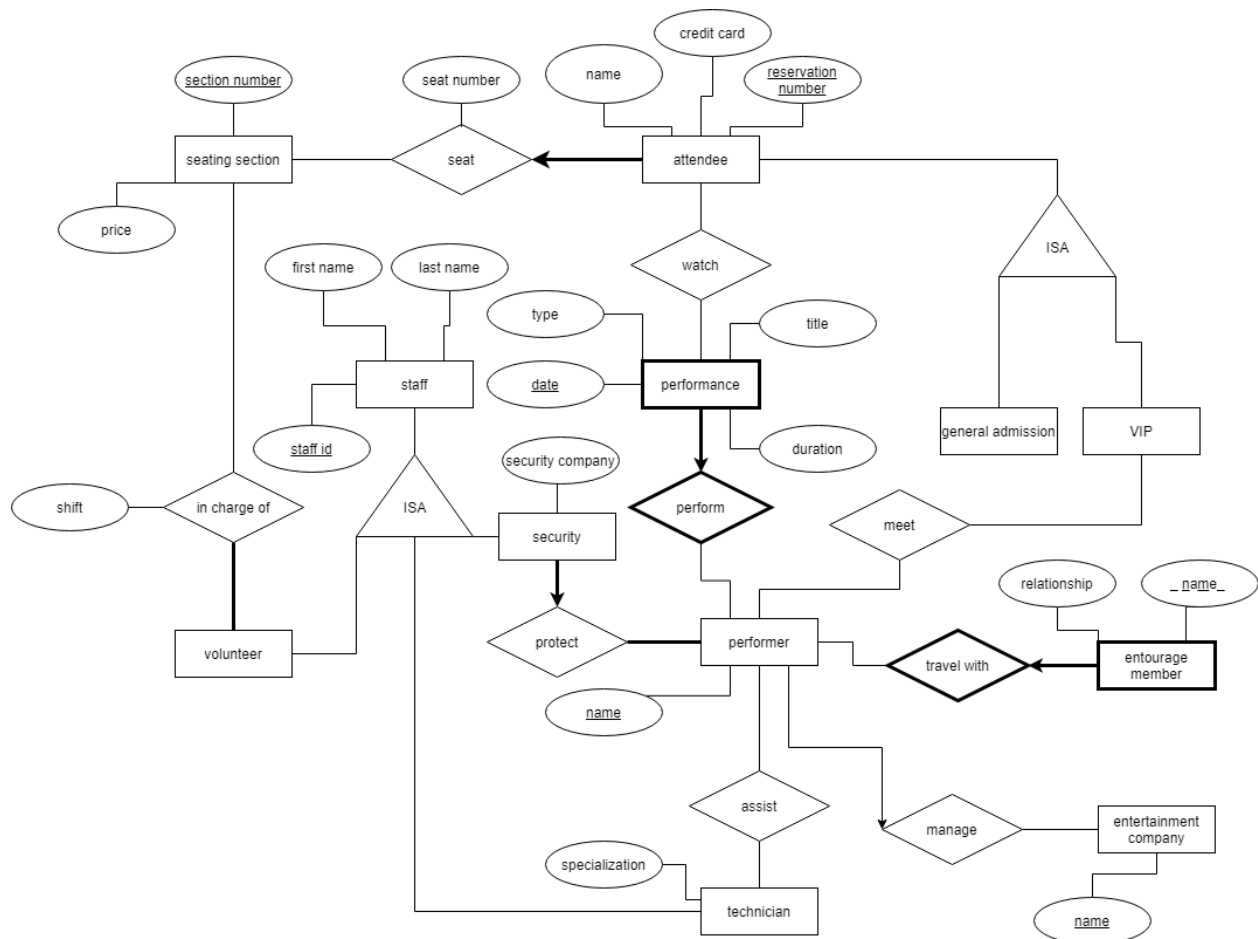 credit card
name
reservation
number
section number
seat number
seating section
seat
attendee
price
ISA
watch
first name
last name
type
title
staff
performance
date
staff id
general admission
VIP
duration
security company
shift
in charge of
ISA
perform
meet
security
relationship
_ name_
volunteer
protect
performer
travel with
entourage
member
name
assist
manage
entertainment
company
specialization
technician
name